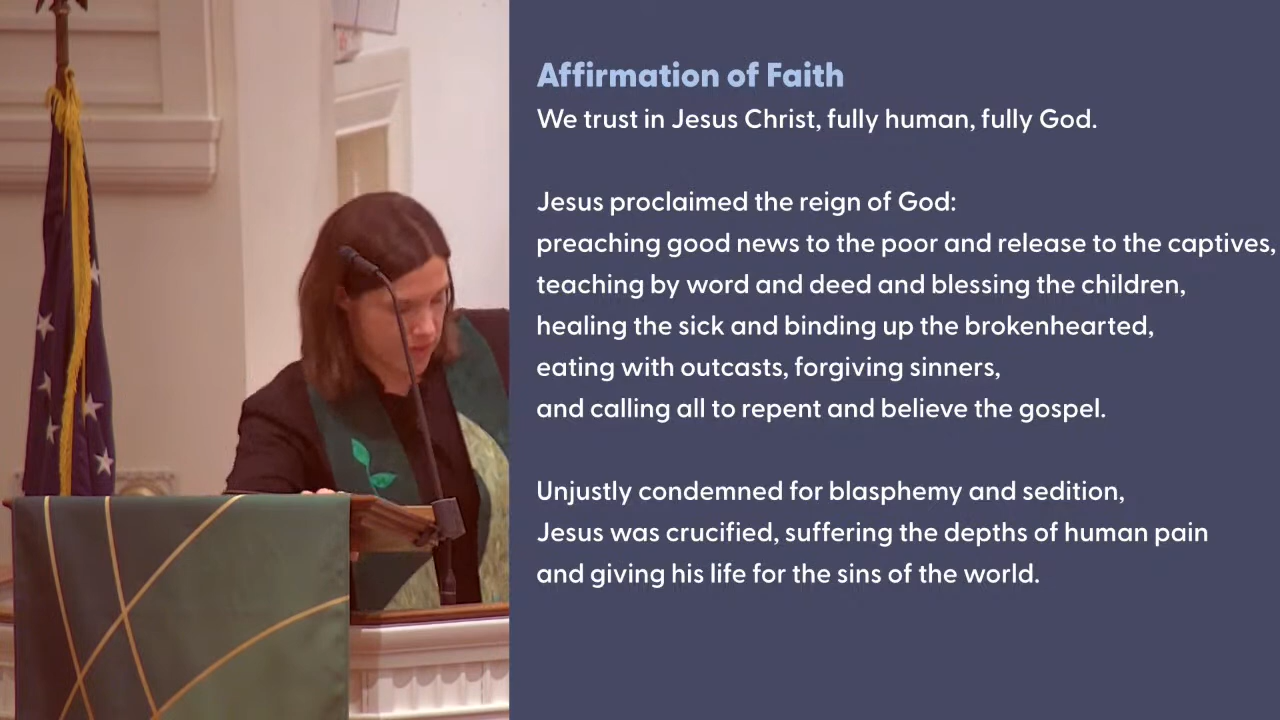 Affirmation of Faith
We trust in Jesus Christ, fully human, fully God.
Jesus proclaimed the reign of God:
preaching good news to the poor and release to the captives,
teaching by word and deed and blessing the children,
healing the sick and binding up the brokenhearted,
eating with outcasts, forgiving sinners,
and calling all to repent and believe the gospel.
Unjustly condemned for blasphemy and sedition,
Jesus was crucified, suffering the depths of human pain
and giving his life for the sins of the world.